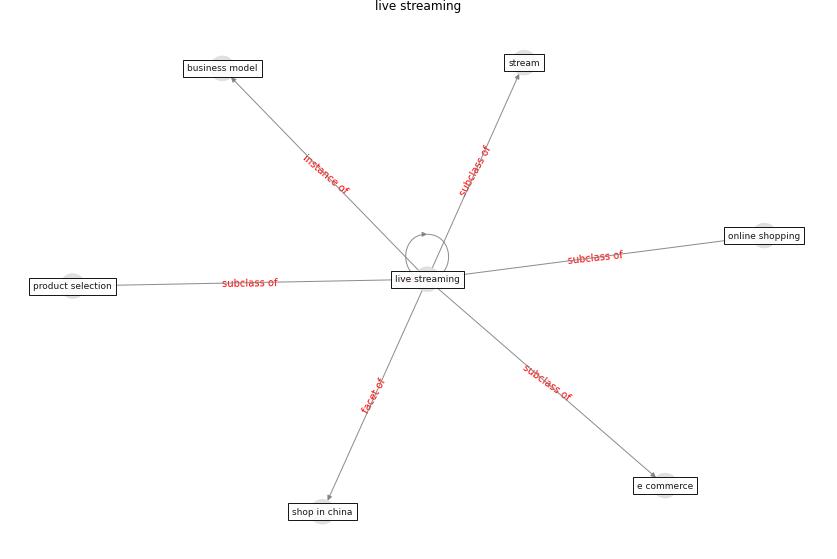 live streaming
business model
stream
instance of
subclass of
online shopping
subclass of
live streaming
product selection
subclass of
facet of
subclass of
e commerce
shop in china